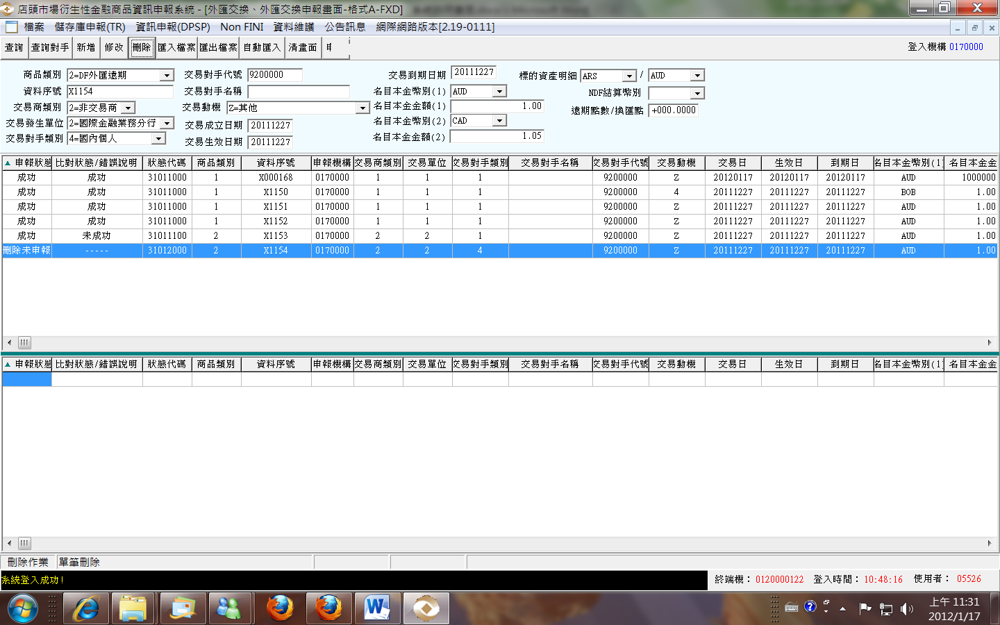 店頭市場衍生性金融商品資訊申報系統 - [外匯交換、外匯交換申報畫面-格式A-FXD]
檔案 儲存庫申報(TR) 資訊申報(DPSP) Non FINI 資料維護 公告訊息 網際網路版本[2.19-0111]
查詢 查詢對手 新增 修改 刪除 匯入檔案 匯出檔案 自動匯入 清畫面 登入機構 0170000
商品類別 2=DF外匯遠期 交易對手代號 9200000 交易到期日期 20111227 標的資產明細 ARS / AUD
資料序號 X1154 交易對手名稱 名目本金幣別(1) AUD NDF結算幣別
交易商類別 2=非交易商 交易動機 Z=其他 名目本金金額(1) 1.00 遠期點數/換匯點 +000.0000
交易發生單位 2=國際金融業務分行 交易成立日期 20111227 名目本金幣別(2) CAD
交易對手類別 4=國內個人 交易生效日期 20111227 名目本金金額(2) 1.05
申報狀態 比對狀態/錯誤說明 狀態代碼 商品類別 資料序號 申報機構 交易商類別 交易單位 交易對手類別 交易對手名稱 交易對手代號 交易動機 交易日 生效日 到期日 名目本金幣別(1) 名目本金金
成功 成功 31011000 1 X000168 0170000 1 1 1 9200000 Z 20120117 20120117 20120117 AUD 1000000
成功 成功 31011000 1 X1150 0170000 1 1 1 9200000 4 20111227 20111227 20111227 BOB 1.00
成功 成功 31011000 1 X1151 0170000 1 1 1 9200000 Z 20111227 20111227 20111227 AUD 1.00
成功 成功 31011000 1 X1152 0170000 1 1 1 9200000 Z 20111227 20111227 20111227 AUD 1.00
成功 未成功 31011100 2 X1153 0170000 2 2 1 9200000 Z 20111227 20111227 20111227 AUD 1.00
刪除未申報 ----- 31012000 2 X1154 0170000 2 2 4 9200000 Z 20111227 20111227 20111227 AUD 1.00
申報狀態 比對狀態/錯誤說明 狀態代碼 商品類別 資料序號 申報機構 交易商類別 交易單位 交易對手類別 交易對手名稱 交易對手代號 交易動機 交易日 生效日 到期日 名目本金幣別(1) 名目本金金
刪除作業 單筆刪除
系統登入成功! 終端機： 0120000122 登入時間： 10:48:16 使用者： 05526
上午 11:31
2012/1/17